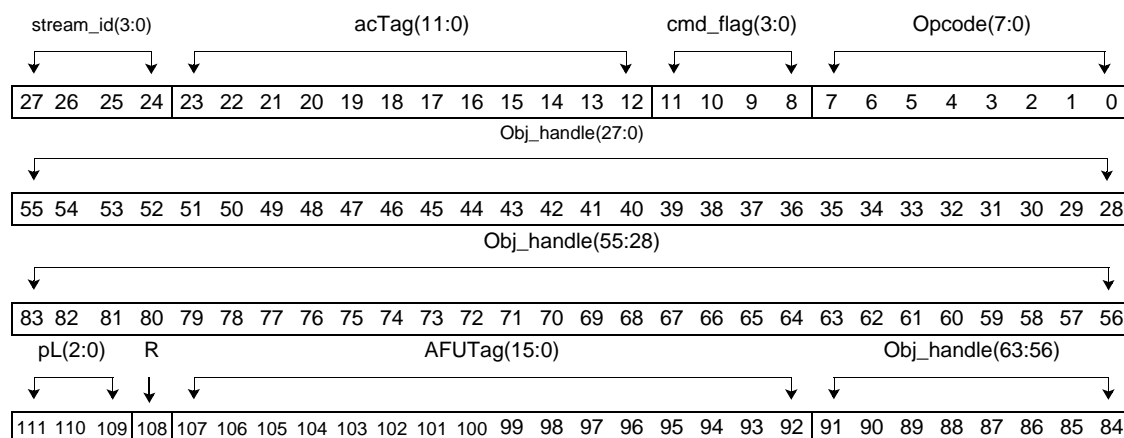 stream_id(3:0) acTag(11:0) cmd_flag(3:0) Opcode(7:0)
27 26 25 24 23 22 21 20 19 18 17 16 15 14 13 12 11 10 9 8 7 6 5 4 3 2 1 0
Obj_handle(27:0)
55 54 53 52 51 50 49 48 47 46 45 44 43 42 41 40 39 38 37 36 35 34 33 32 31 30 29 28
Obj_handle(55:28)
83 82 81 80 79 78 77 76 75 74 73 72 71 70 69 68 67 66 65 64 63 62 61 60 59 58 57 56
pL(2:0) R AFUTag(15:0) Obj_handle(63:56)
111 110 109 108 107 106 105 104 103 102 101 100 99 98 97 96 95 94 93 92 91 90 89 88 87 86 85 84